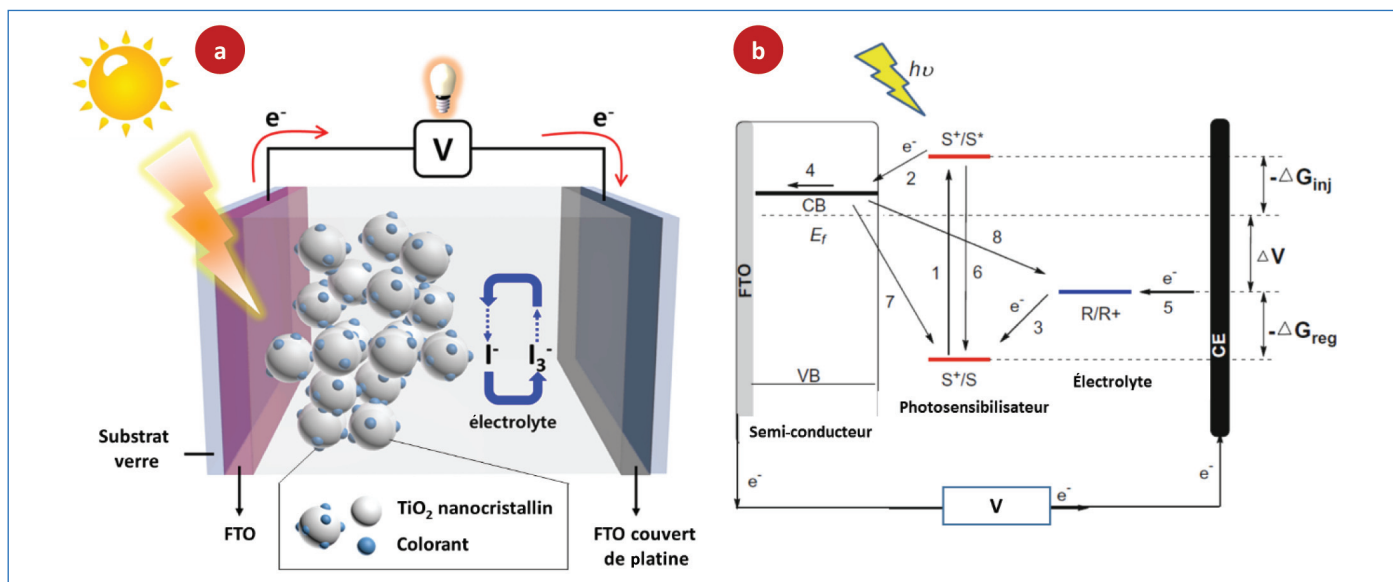 a
e-
e-
V
I-
I3-
électrolyte
Substrat
verre
FTO
TiO2 nanocristallin
Colorant
FTO couvert
de platine
b
hυ
S+/S*
e-
4
2
CB
Ef
8
1
6
7
e-
3
R/R+
e-
5
VB
S+/S
FTO
CE
-△Ginj
△V
-△Greg
Électrolyte
Photosensibilisateur
Semi-conducteur
e-
V
e-
e-